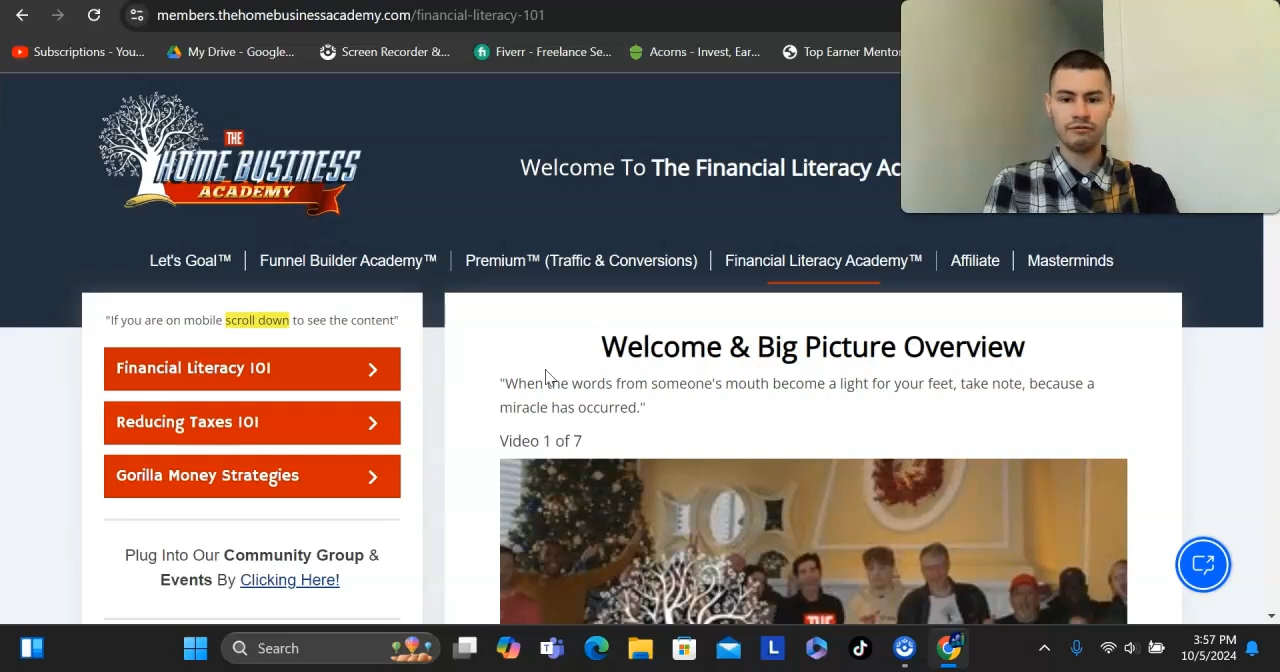 members.thehomebusinessacademy.com/financial-literacy-101
Subscriptions - You...
My Drive - Google...
Screen Recorder &...
Fiverr - Freelance Se...
Acorns - Invest, Ear...
Top Earner Mento
THE
HOME BUSINESS
ACADEMY
Welcome To The Financial Literacy Ac
Let's Goal™
Funnel Builder Academy™
Premium™ (Traffic & Conversions)
Financial Literacy Academy™
Affiliate
Masterminds
"If you are on mobile scroll down to see the content"
Financial Literacy 101
Reducing Taxes 101
Gorilla Money Strategies
Plug Into Our Community Group &
Events By Clicking Here!
Welcome & Big Picture Overview
"When the words from someone's mouth become a light for your feet, take note, because a
miracle has occurred."
Video 1 of 7
THE
Search
3:57 PM
10/5/2024